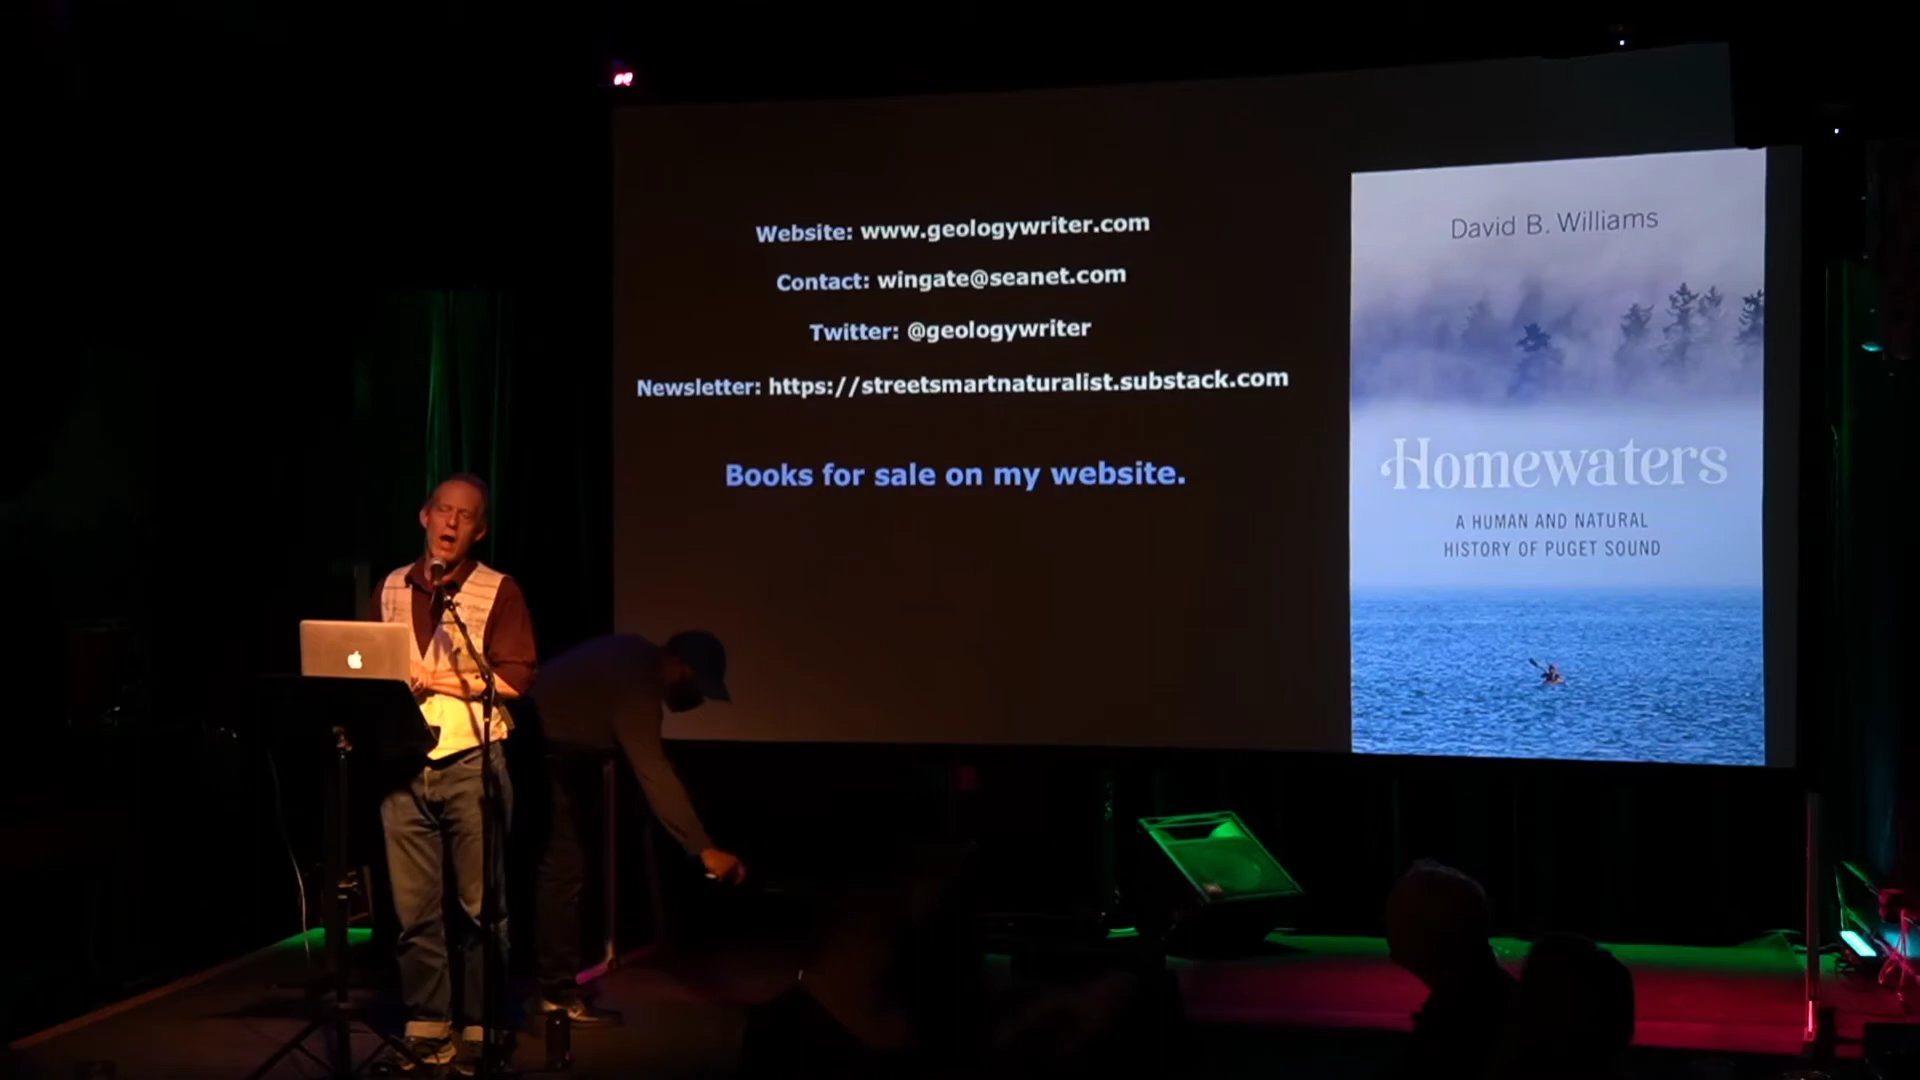 Website: www.geologywriter.com
Contact: wingate@seanet.com
Twitter: @geologywriter
Newsletter: https://streetsmartnaturalist.substack.com
Books for sale on my website.
David B. Williams
Homewaters
A HUMAN AND NATURAL
HISTORY OF PUGET SOUND